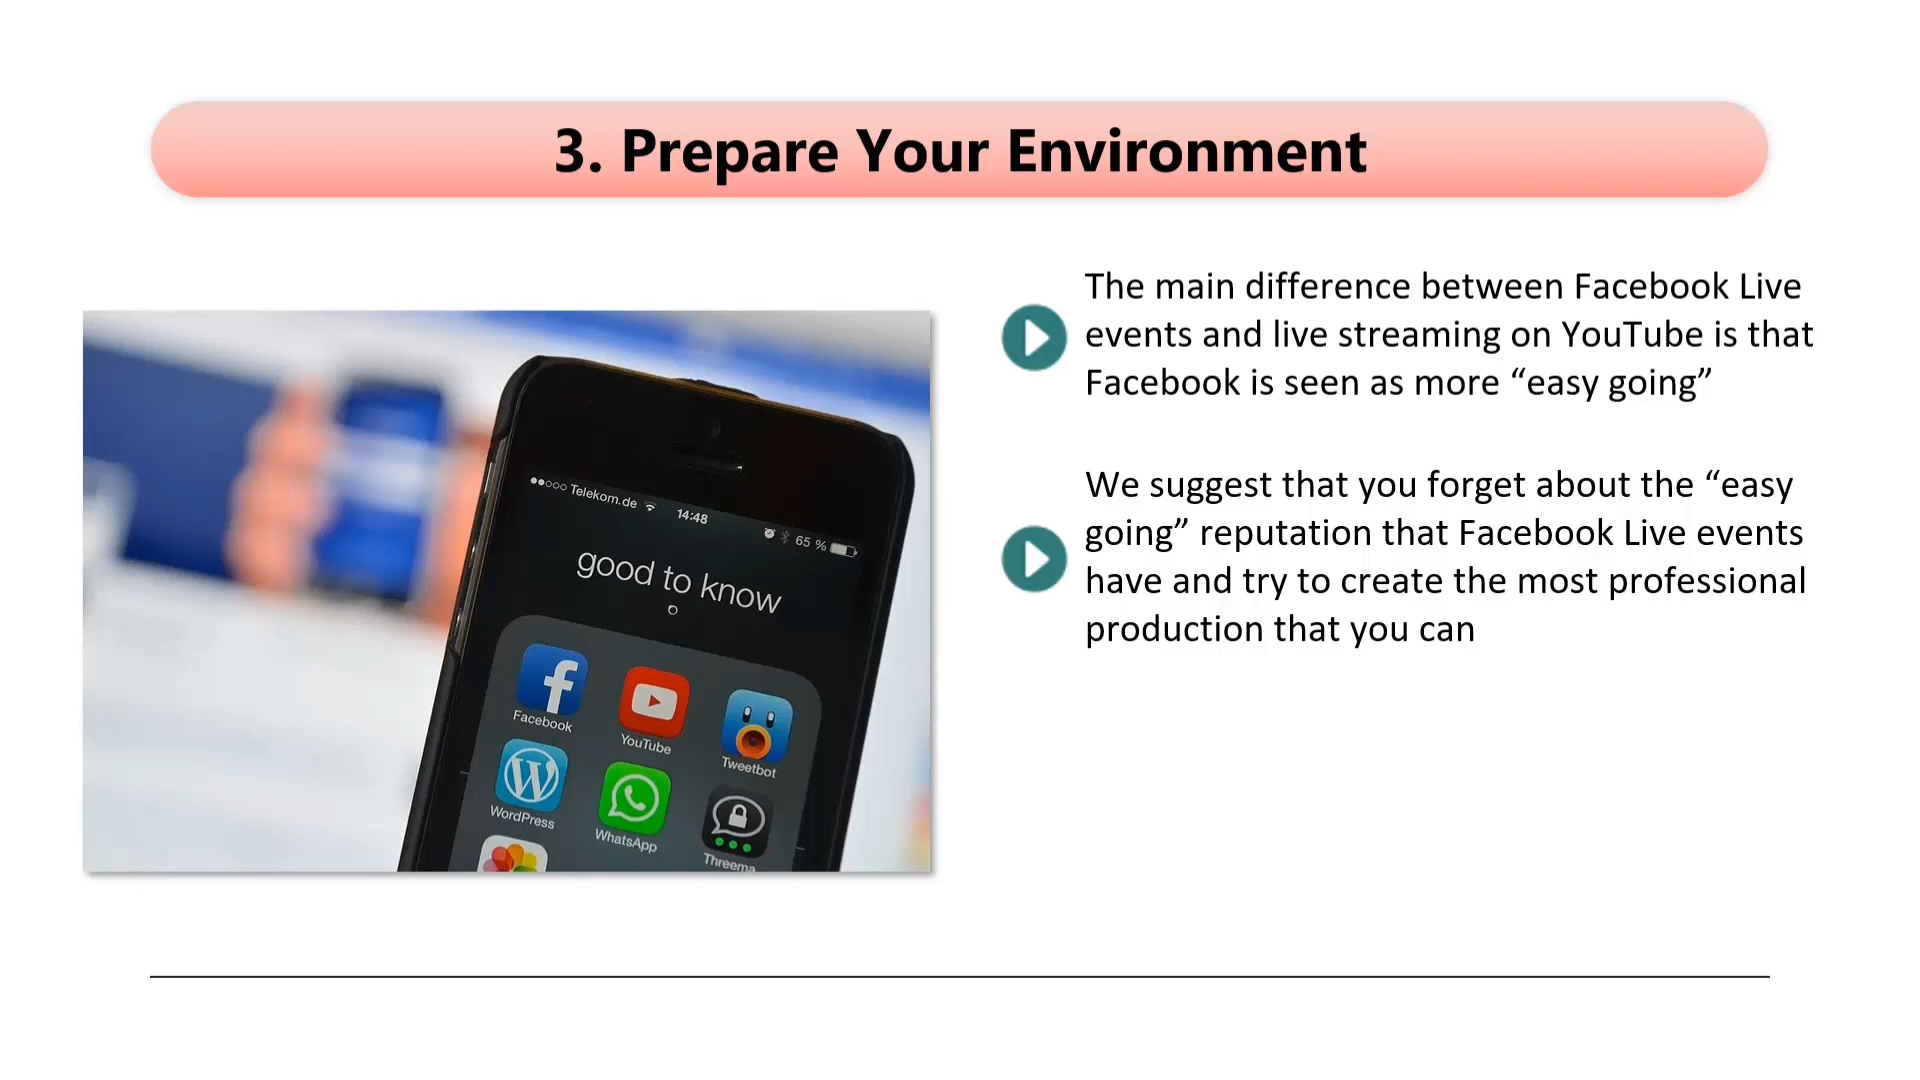 3. Prepare Your Environment
The main difference between Facebook Live
events and live streaming on YouTube is that
Facebook is seen as more “easy going”
We suggest that you forget about the “easy
going” reputation that Facebook Live events
have and try to create the most professional
production that you can
Telekom.de 14:48 65 %
good to know
Facebook YouTube Tweetbot
WordPress WhatsApp Threema